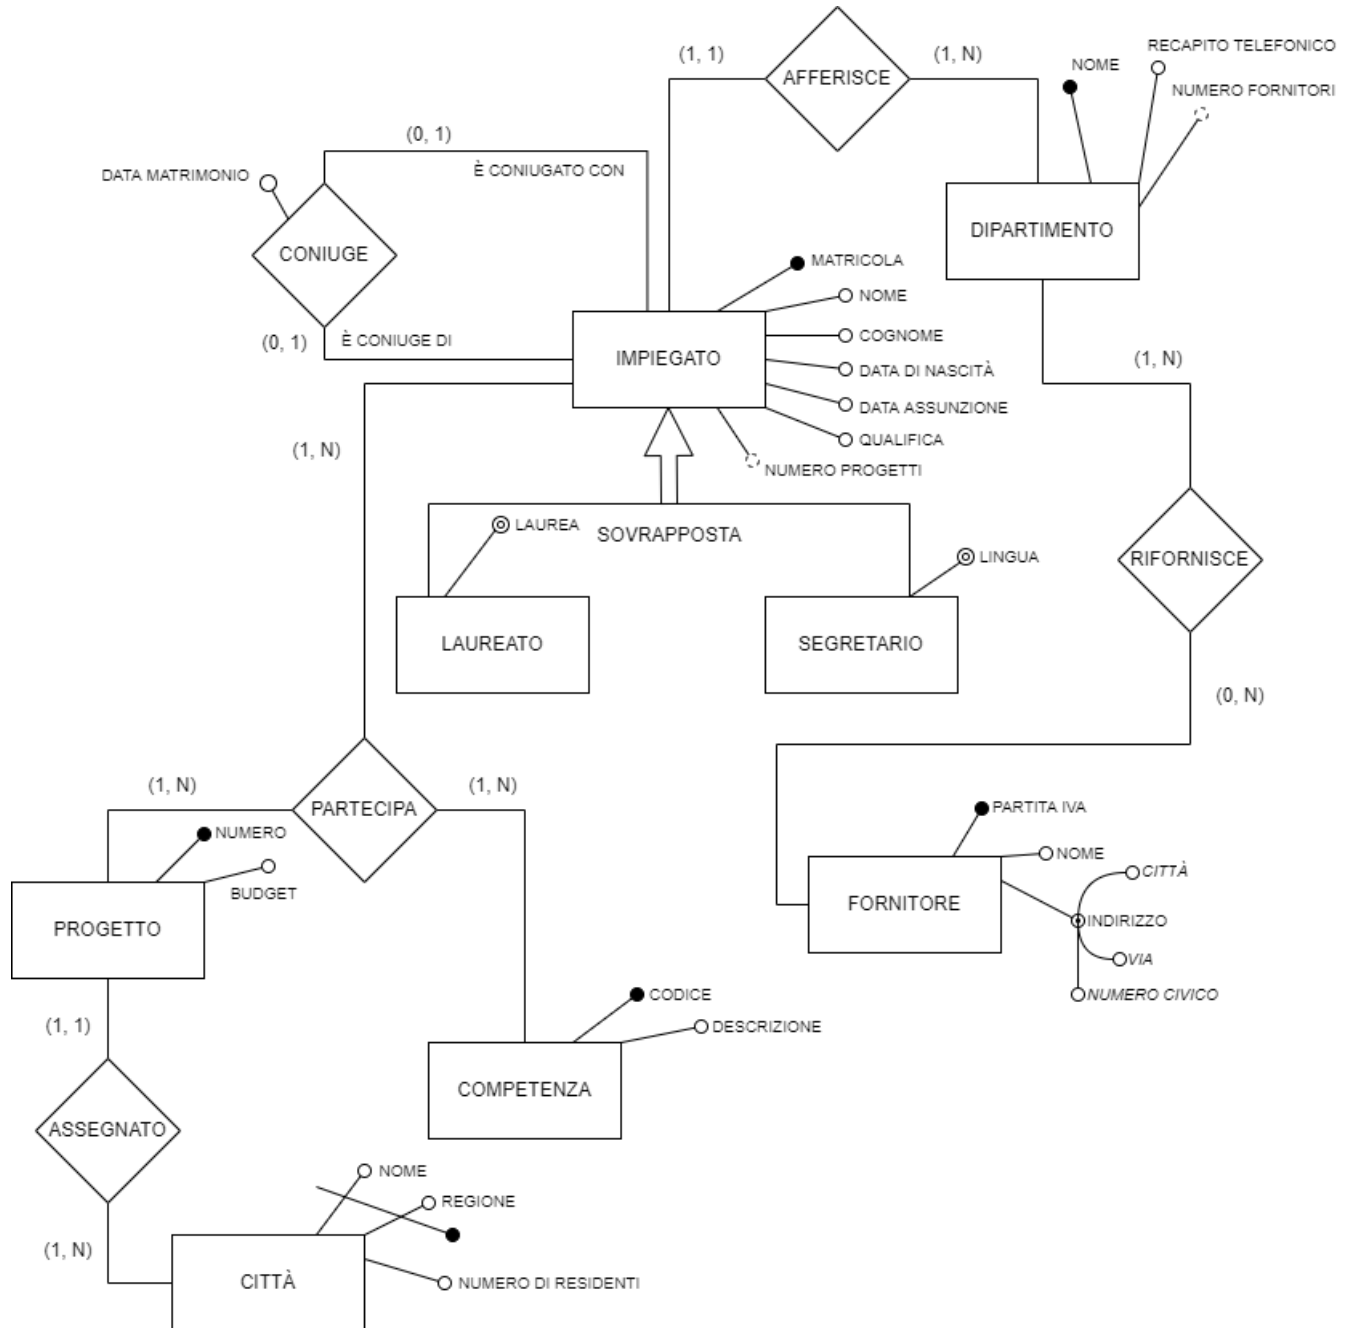 RECAPITO TELEFONICO
(1, 1)
(1, N)
NOME
AFFERISCE
NUMERO FORNITORI
(0, 1)
È CONIUGATO CON
DATA MATRIMONIO
DIPARTIMENTO
CONIUGE
MATRICOLA
NOME
(0, 1)
È CONIUGE DI
COGNOME
IMPIEGATO
(1, N)
DATA DI NASCITÀ
DATA ASSUNZIONE
QUALIFICA
(1, N)
NUMERO PROGETTI
LAUREA
SOVRAPPOSTA
LINGUA
RIFORNISCE
LAUREATO
SEGRETARIO
(0, N)
(1, N)
(1, N)
PARTECIPA
PARTITA IVA
NUMERO
NOME
CITTÀ
BUDGET
FORNITORE
INDIRIZZO
PROGETTO
VIA
CODICE
NUMERO CIVICO
(1, 1)
DESCRIZIONE
COMPETENZA
ASSEGNATO
NOME
REGIONE
(1, N)
CITTÀ
NUMERO DI RESIDENTI